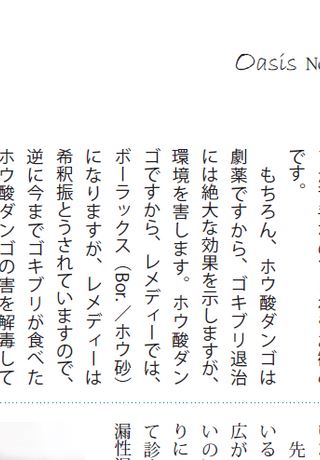 Oasis
です。
もちろん、ホウ酸ダンゴは
劇薬ですから、ゴキブリ退治
には絶大な効果を示しますが、
環境を害します。ホウ酸ダン
ゴですから、レメディーでは、
ボーラックス（Bor.／ホウ砂）
になりますが、レメディーは
希釈振とうされていますので、
逆に今までゴキブリが食べた
ホウ酸ダンゴの害を解毒して
先
いる
広が
いの
りに
て診
漏性